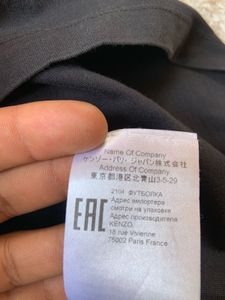 Name Of Company
ケンゾー・パリ・ジャパン株式会社
Address Of Company
東京都港区北青山3-5-29
2104 ФУТБОЛКА
Адрес импортера
смотри на упаковке
Адрес производителя
KENZO,
18 rue Vivienne
75002 Paris France
EAC